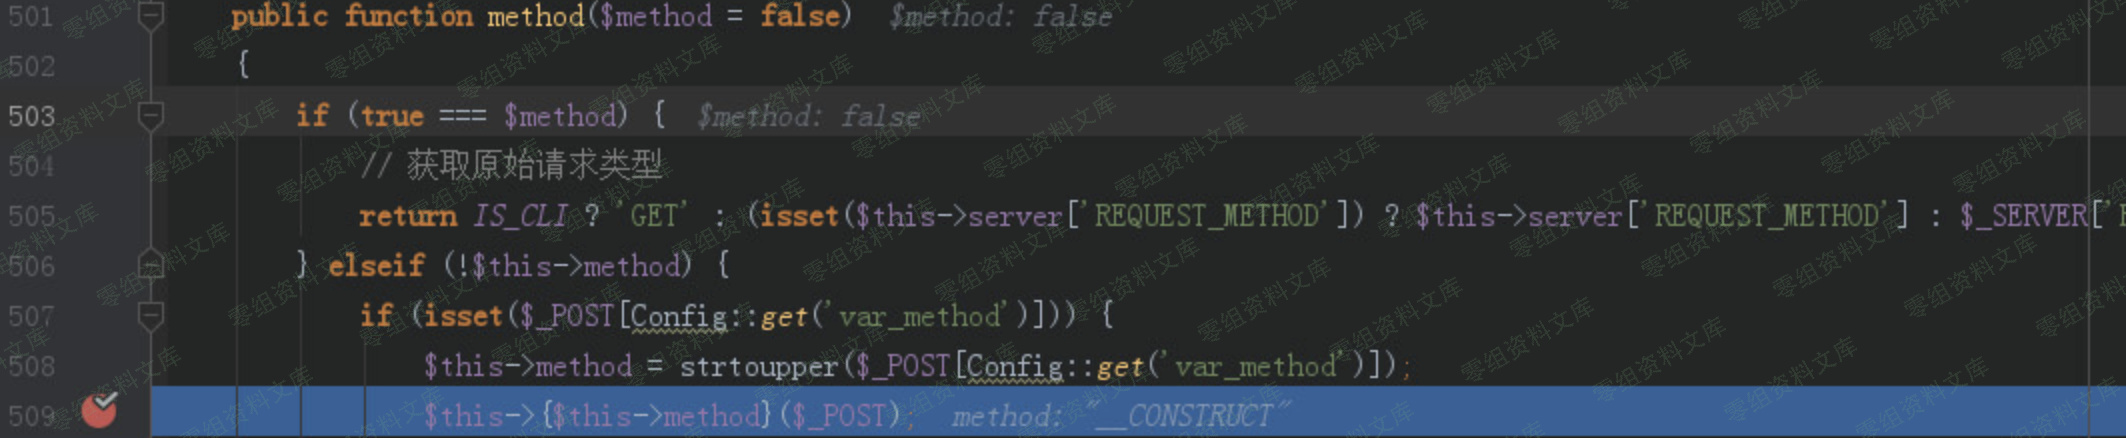 501 public function method($method = false)  $method: false
502 {
503 if (true === $method) {  $method: false
504 // 获取原始请求类型
505 return IS_CLI ? 'GET' : (isset($this->server['REQUEST_METHOD']) ? $this->server['REQUEST_METHOD'] : $_SERVER['
506 } elseif (!$this->method) {
507 if (isset($_POST[Config::get('var_method')])) {
508 $this->method = strtoupper($_POST[Config::get('var_method')]);
509 $this->{$this->method}($_POST);  method: "__CONSTRUCT"
零组资料文库